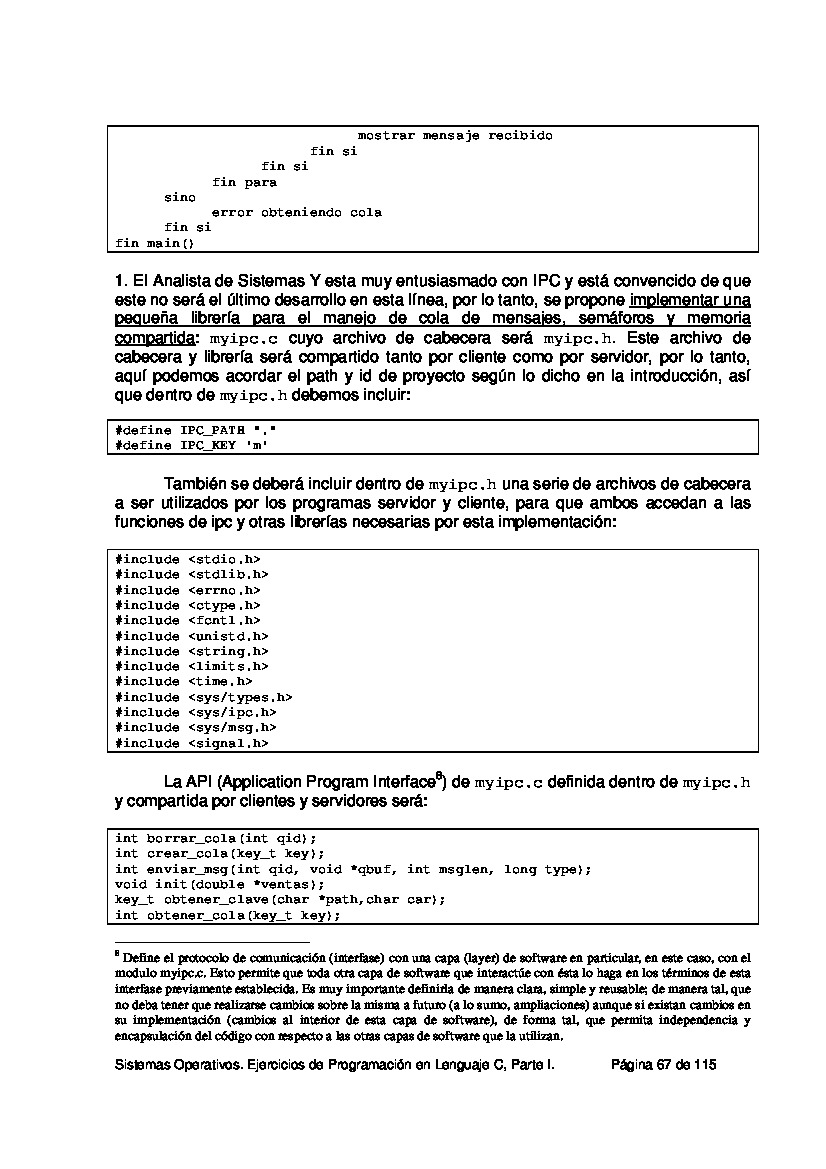 mostrar mensaje recibido
fin si
fin si
fin para
sino
error obteniendo cola
fin si
fin main()
1. El Analista de Sistemas Y esta muy entusiasmado con IPC y está convencido de que
este no será el último desarrollo en esta línea, por lo tanto, se propone implementar una
pequeña librería para el manejo de cola de mensajes, semáforos y memoria
compartida: myipc.c cuyo archivo de cabecera será myipc.h. Este archivo de
cabecera y librería será compartido tanto por cliente como por servidor, por lo tanto,
aquí podemos acordar el path y id de proyecto según lo dicho en la introducción, así
que dentro de myipc.h debemos incluir:
#define IPC_PATH "."
#define IPC_KEY 'm'
También se deberá incluir dentro de myipc.h una serie de archivos de cabecera
a ser utilizados por los programas servidor y cliente, para que ambos accedan a las
funciones de ipc y otras librerías necesarias por esta implementación:
#include <stdio.h>
#include <stdlib.h>
#include <errno.h>
#include <ctype.h>
#include <fcntl.h>
#include <unistd.h>
#include <string.h>
#include <limits.h>
#include <time.h>
#include <sys/types.h>
#include <sys/ipc.h>
#include <sys/msg.h>
#include <signal.h>
La API (Application Program Interface8) de myipc.c definida dentro de myipc.h
y compartida por clientes y servidores será:
int borrar_cola(int qid);
int crear_cola(key_t key);
int enviar_msg(int qid, void *qbuf, int msglen, long type);
void init(double *ventas);
key_t obtener_clave(char *path,char car);
int obtener_cola(key_t key);
8 Define el protocolo de comunicación (interfase) con una capa (layer) de software en particular, en este caso, con el
modulo myipc.c. Esto permite que toda otra capa de software que interactúe con ésta lo haga en los términos de esta
interfase previamente establecida. Es muy importante definirla de manera clara, simple y reusable; de manera tal, que
no deba tener que realizarse cambios sobre la misma a futuro (a lo sumo, ampliaciones) aunque si existan cambios en
su implementación (cambios al interior de esta capa de software), de forma tal, que permita independencia y
encapsulación del código con respecto a las otras capas de software que la utilizan.
Sistemas Operativos. Ejercicios de Programación en Lenguaje C, Parte I. Página 67 de 115